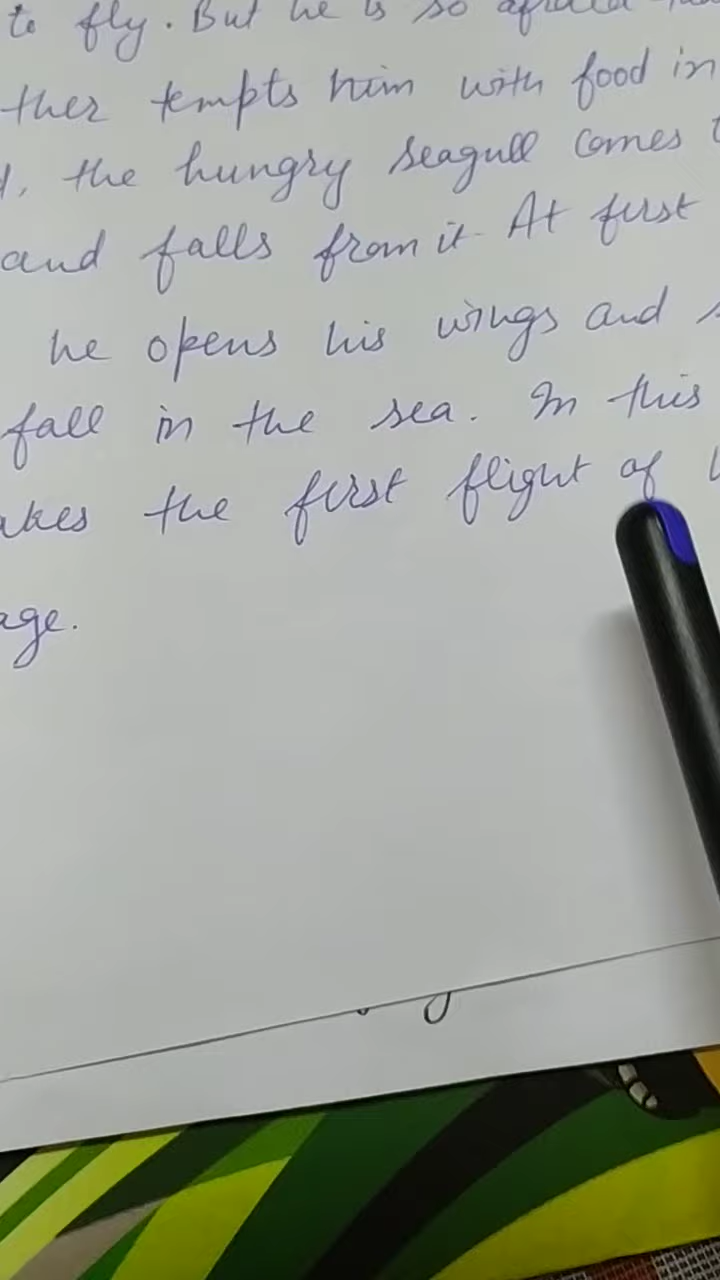 to fly. But he is so afraid
ther tempts him with food in
the hungry seagull comes
and falls from it. At first
he opens his wings and
fall in the sea. In this
akes the first flight of
age.